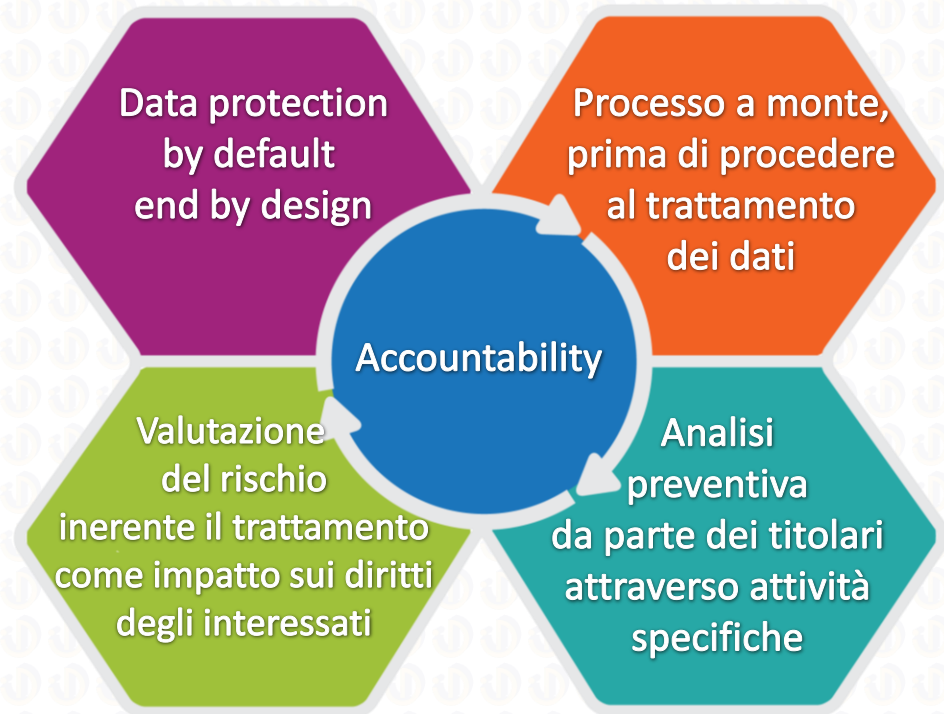 Data protection
by default
end by design
Processo a monte,
prima di procedere
al trattamento
dei dati
Accountability
Valutazione
del rischio
inerente il trattamento
come impatto sui diritti
degli interessati
Analisi
preventiva
da parte dei titolari
attraverso attività
specifiche